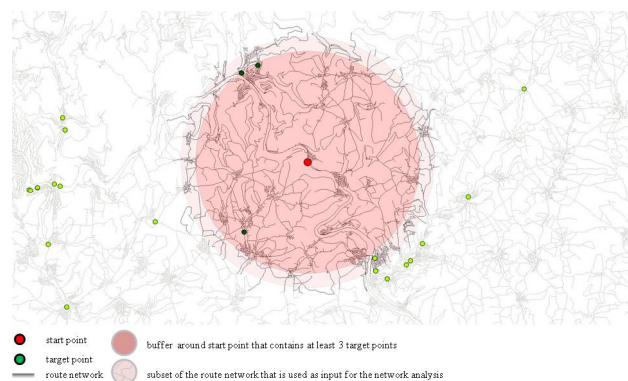 start point
buffer around start point that contains at least 3 target points
target point
route network
subset of the route network that is used as input for the network analysis